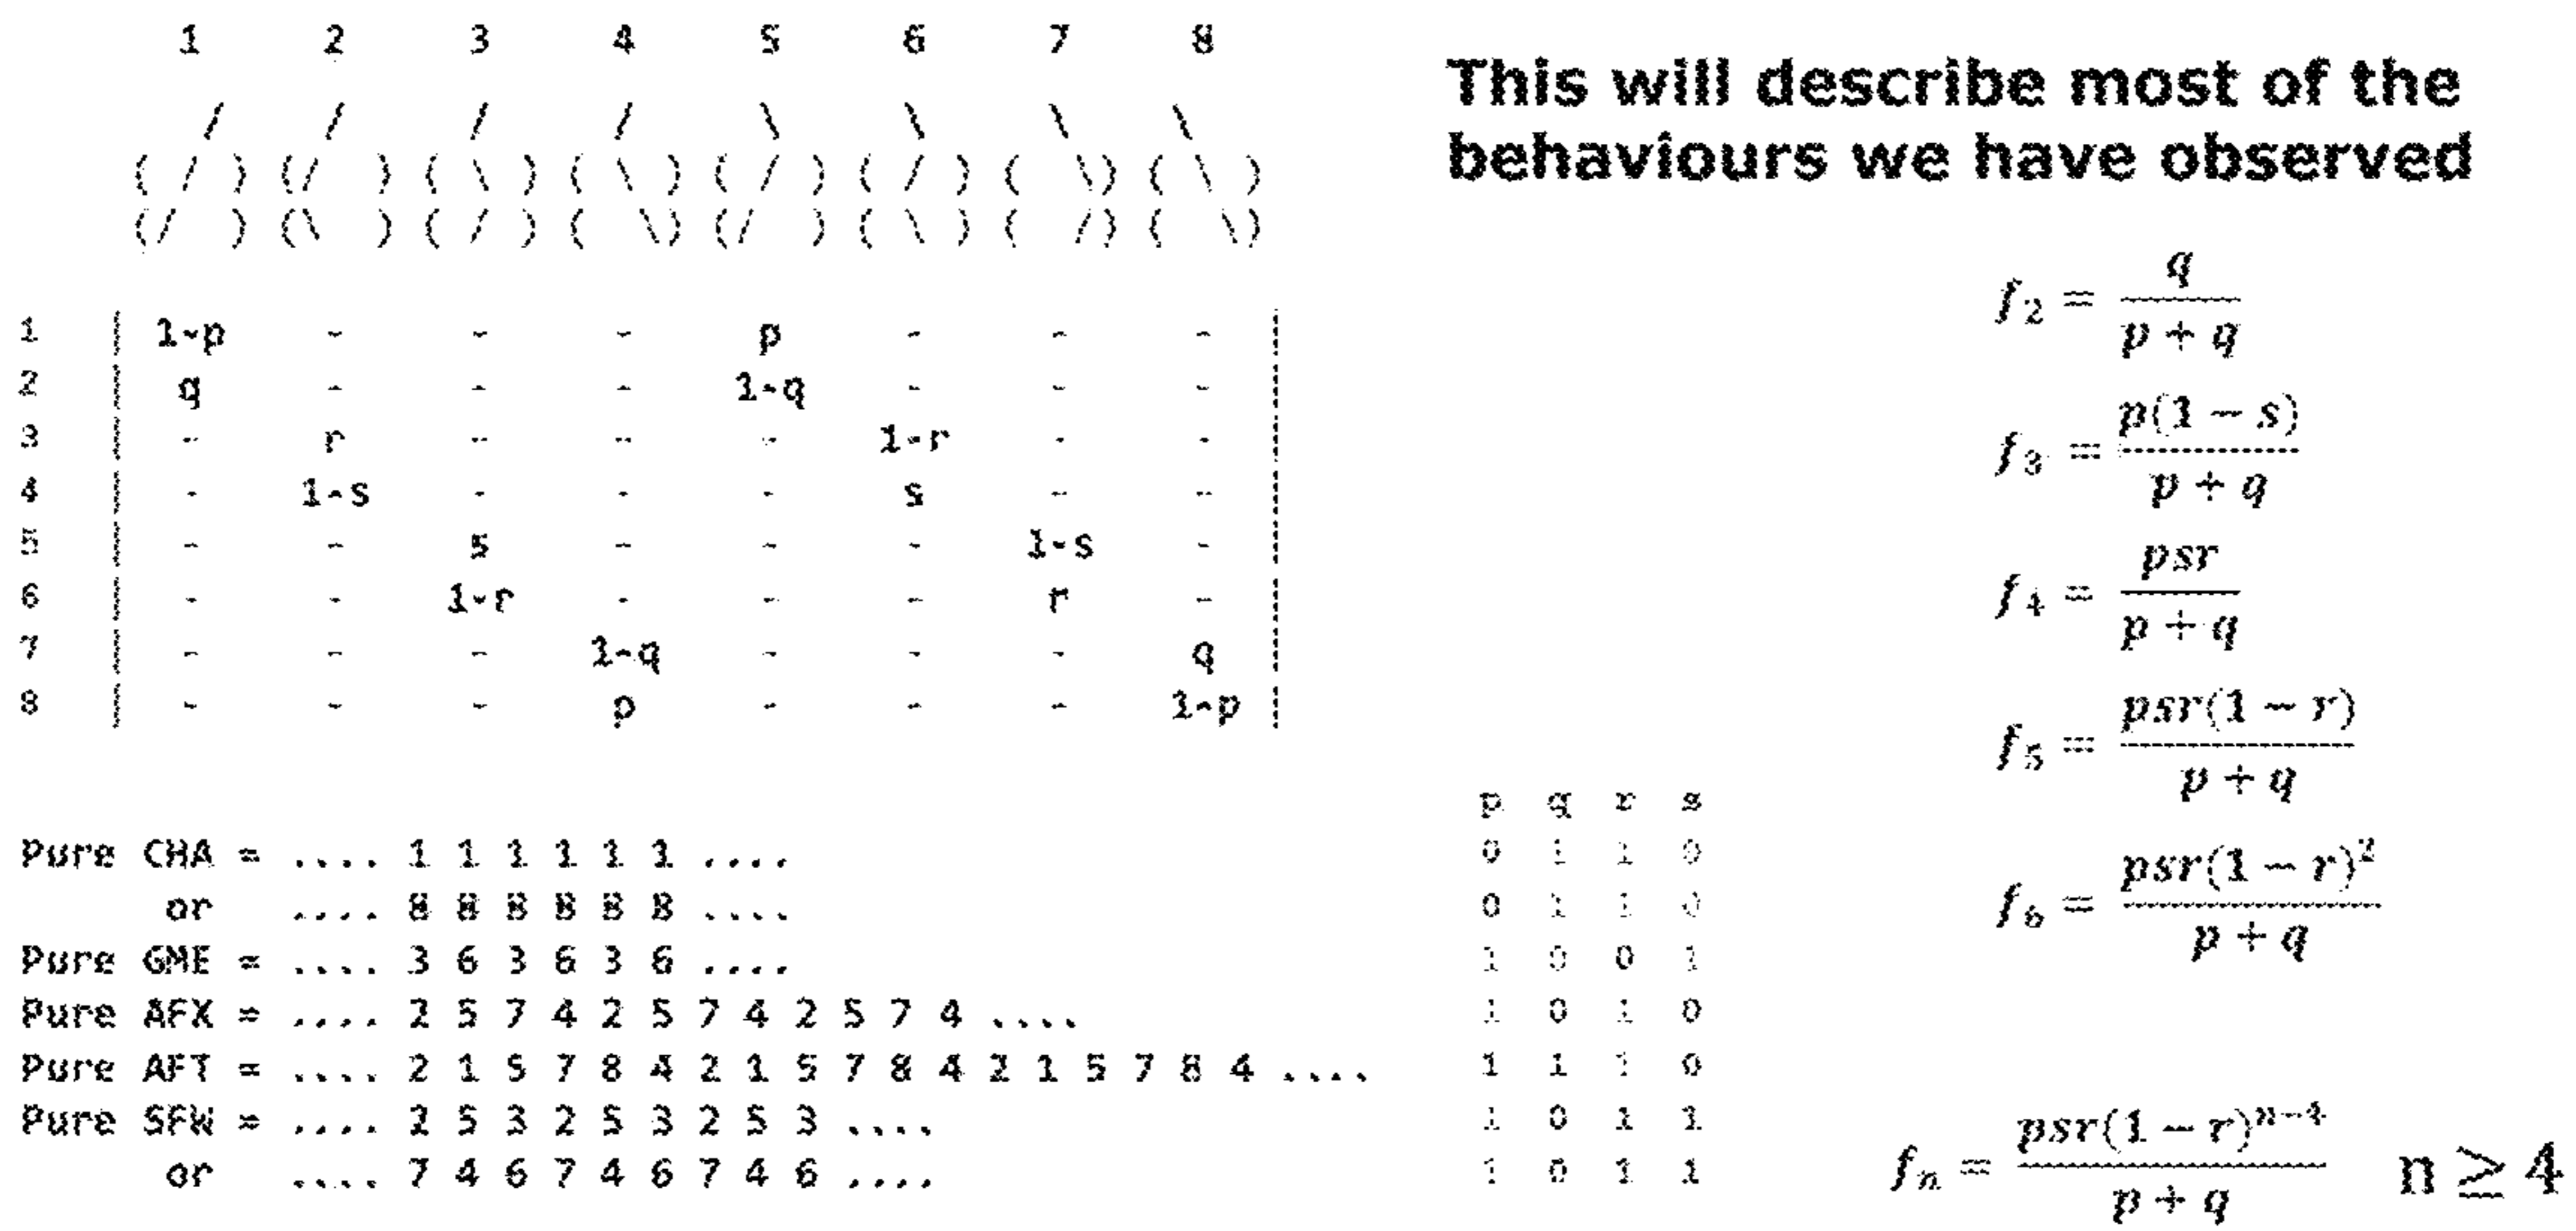 1 2 3 4 5 6 7 8
/ / / / \ \ \ \
( / ) (/ ) ( \ ) ( \ ) ( / ) ( / ) ( \) ( \ )
(/ ) (\ ) ( / ) ( \) (/ ) ( \ ) ( /) ( \)
1 | 1-p - - - p - - - |
2 | q - - - 1-q - - - |
3 | - r - - - 1-r - - |
4 | - 1-s - - - s - - |
5 | - - s - - - 1-s - |
6 | - - 1-r - - - r - |
7 | - - - 1-q - - - q |
8 | - - - p - - - 1-p |
Pure CHA = .... 1 1 1 1 1 1 ....
or .... 8 8 8 8 8 8 ....
Pure GME = .... 3 6 3 6 3 6 ....
Pure AFX = .... 2 5 7 4 2 5 7 4 2 5 7 4 ....
Pure AFT = .... 2 1 5 7 8 4 2 1 5 7 8 4 2 1 5 7 8 4 ....
Pure SFW = .... 2 5 3 2 5 3 2 5 3 ....
or .... 7 4 6 7 4 6 7 4 6 ....
p q r s
0 1 1 0
0 1 1 0
1 0 0 1
1 0 1 0
1 1 1 0
1 0 1 1
1 0 1 1
This will describe most of the
behaviours we have observed
f₂ = q / (p + q)
f₃ = p(1 − s) / (p + q)
f₄ = psr / (p + q)
f₅ = psr(1 − r) / (p + q)
f₆ = psr(1 − r)² / (p + q)
fₙ = psr(1 − r)ⁿ⁻⁴ / (p + q) n ≥ 4